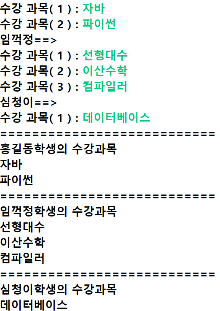 수강 과목( 1 ) : 자바
수강 과목( 2 ) : 파이썬
임꺽정==>
수강 과목( 1 ) : 선형대수
수강 과목( 2 ) : 이산수학
수강 과목( 3 ) : 컴파일러
심청이==>
수강 과목( 1 ) : 데이터베이스
===========================
홍길동학생의 수강과목
자바
파이썬
===========================
임꺽정학생의 수강과목
선형대수
이산수학
컴파일러
===========================
심청이학생의 수강과목
데이터베이스